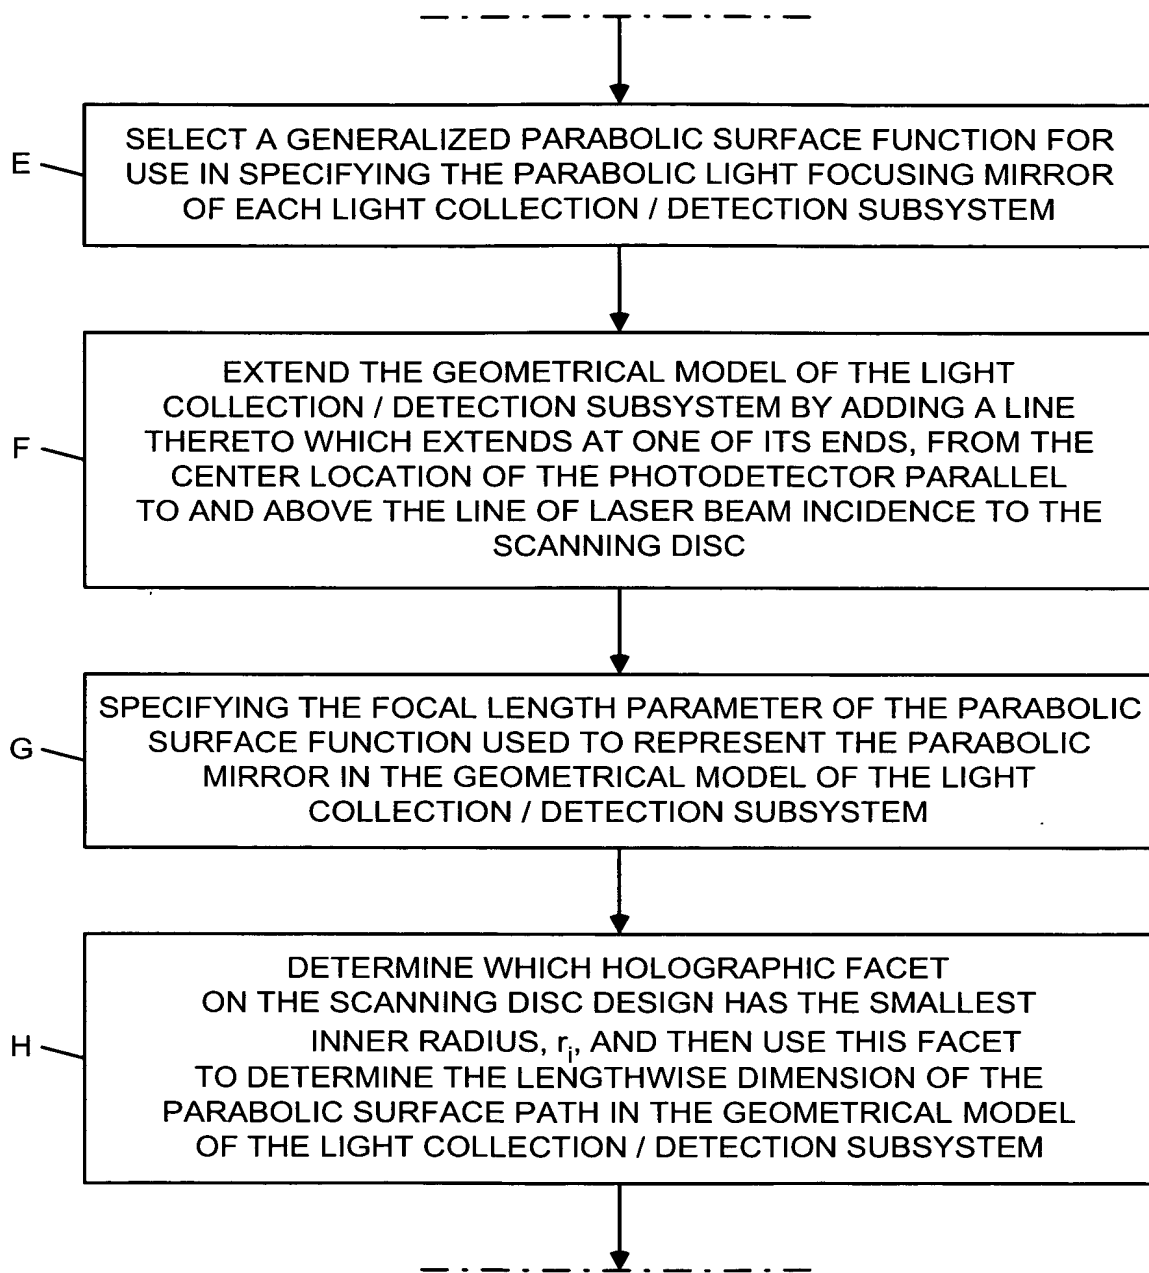 E
SELECT A GENERALIZED PARABOLIC SURFACE FUNCTION FOR
USE IN SPECIFYING THE PARABOLIC LIGHT FOCUSING MIRROR
OF EACH LIGHT COLLECTION / DETECTION SUBSYSTEM
F
EXTEND THE GEOMETRICAL MODEL OF THE LIGHT
COLLECTION / DETECTION SUBSYSTEM BY ADDING A LINE
THERETO WHICH EXTENDS AT ONE OF ITS ENDS, FROM THE
CENTER LOCATION OF THE PHOTODETECTOR PARALLEL
TO AND ABOVE THE LINE OF LASER BEAM INCIDENCE TO THE
SCANNING DISC
G
SPECIFYING THE FOCAL LENGTH PARAMETER OF THE PARABOLIC
SURFACE FUNCTION USED TO REPRESENT THE PARABOLIC
MIRROR IN THE GEOMETRICAL MODEL OF THE LIGHT
COLLECTION / DETECTION SUBSYSTEM
H
DETERMINE WHICH HOLOGRAPHIC FACET
ON THE SCANNING DISC DESIGN HAS THE SMALLEST
INNER RADIUS, ri, AND THEN USE THIS FACET
TO DETERMINE THE LENGTHWISE DIMENSION OF THE
PARABOLIC SURFACE PATH IN THE GEOMETRICAL MODEL
OF THE LIGHT COLLECTION / DETECTION SUBSYSTEM